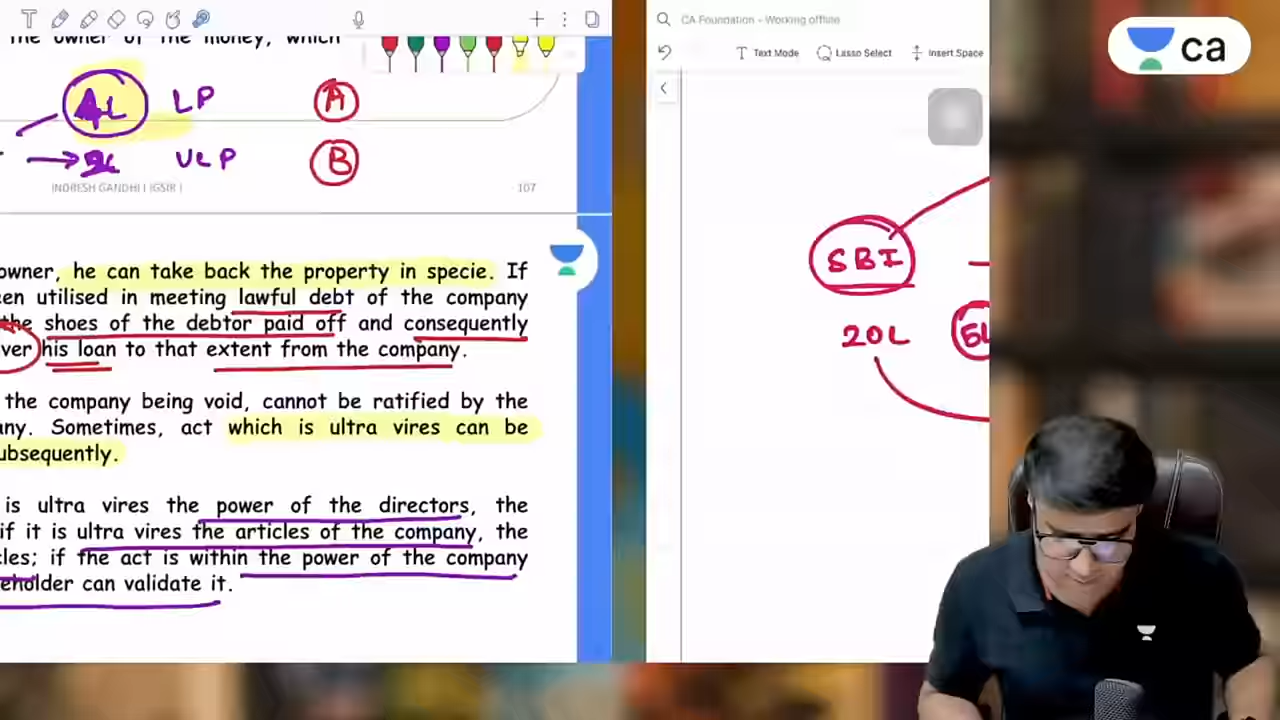 the owner of the money, which
4L LP A
VLP B
INDRESH GANDHI ( IGSIR )
107
owner, he can take back the property in specie. If
een utilised in meeting lawful debt of the company
the shoes of the debtor paid off and consequently
ver his loan to that extent from the company.
the company being void, cannot be ratified by the
any. Sometimes, act which is ultra vires can be
ubsequently.
is ultra vires the power of the directors, the
if it is ultra vires the articles of the company, the
cles; if the act is within the power of the company
eholder can validate it.
CA Foundation - Working offline
Text Mode Lasso Select Insert Space
SBI
20L 5L
ca